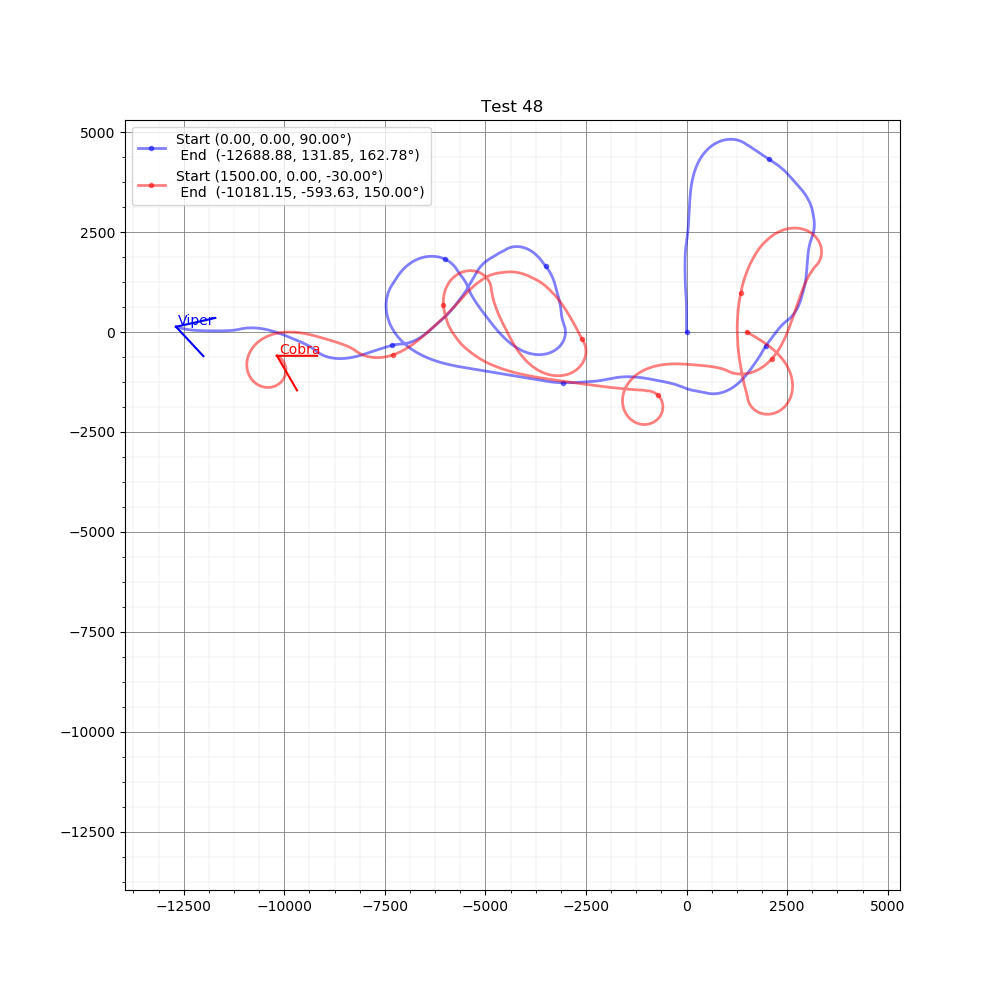 Test 48
Start (0.00, 0.00, 90.00°)
End (-12688.88, 131.85, 162.78°)
Start (1500.00, 0.00, -30.00°)
End (-10181.15, -593.63, 150.00°)
5000
2500
0
−2500
−5000
−7500
−10000
−12500
Viper
Cobra
−12500 −10000 −7500 −5000 −2500 0 2500 5000